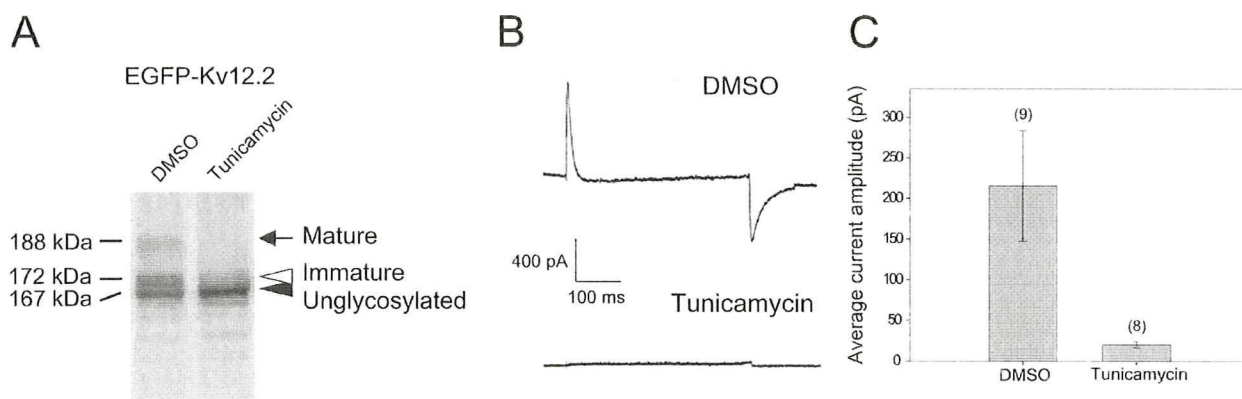 A
EGFP-Kv12.2
DMSO
Tunicamycin
188 kDa
172 kDa
167 kDa
Mature
Immature
Unglycosylated
B
DMSO
400 pA
100 ms
Tunicamycin
C
Average current amplitude (pA)
300
250
200
150
100
50
0
(9)
(8)
DMSO
Tunicamycin